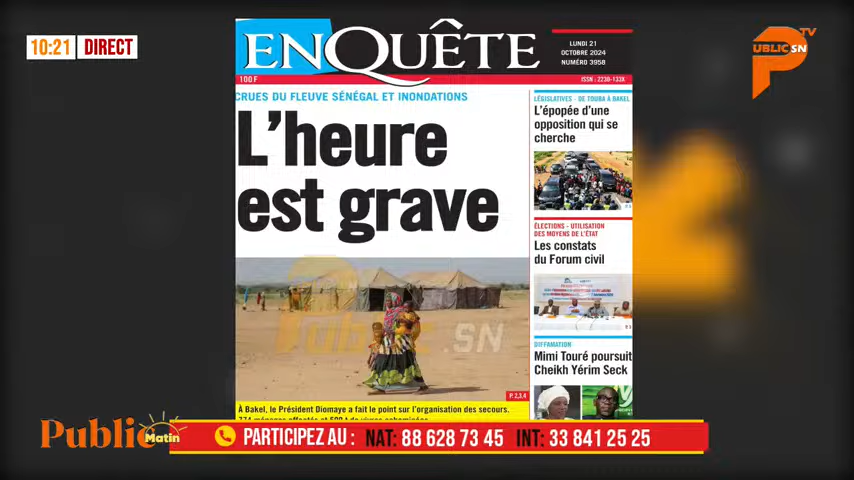 10:21 DIRECT
ENQUÊTE
LUNDI 21
OCTOBRE 2024
NUMÉRO 3958
100 F
ISSN : 2230-133X
PUBLICSN
TV
CRUES DU FLEUVE SÉNÉGAL ET INONDATIONS
L'heure
est grave
LÉGISLATIVES - DE TOUBA À BAKEL
L'épopée d'une
opposition qui se
cherche
ÉLECTIONS - UTILISATION
DES MOYENS DE L'ÉTAT
Les constats
du Forum civil
DIFFAMATION
Mimi Touré poursuit
Cheikh Yérim Seck
PUBLIC.SN
P. 2,3,4
À Bakel, le Président Diomaye a fait le point sur l'organisation des secours.
Public Matin
PARTICIPEZ AU : NAT: 88 628 73 45 INT: 33 841 25 25